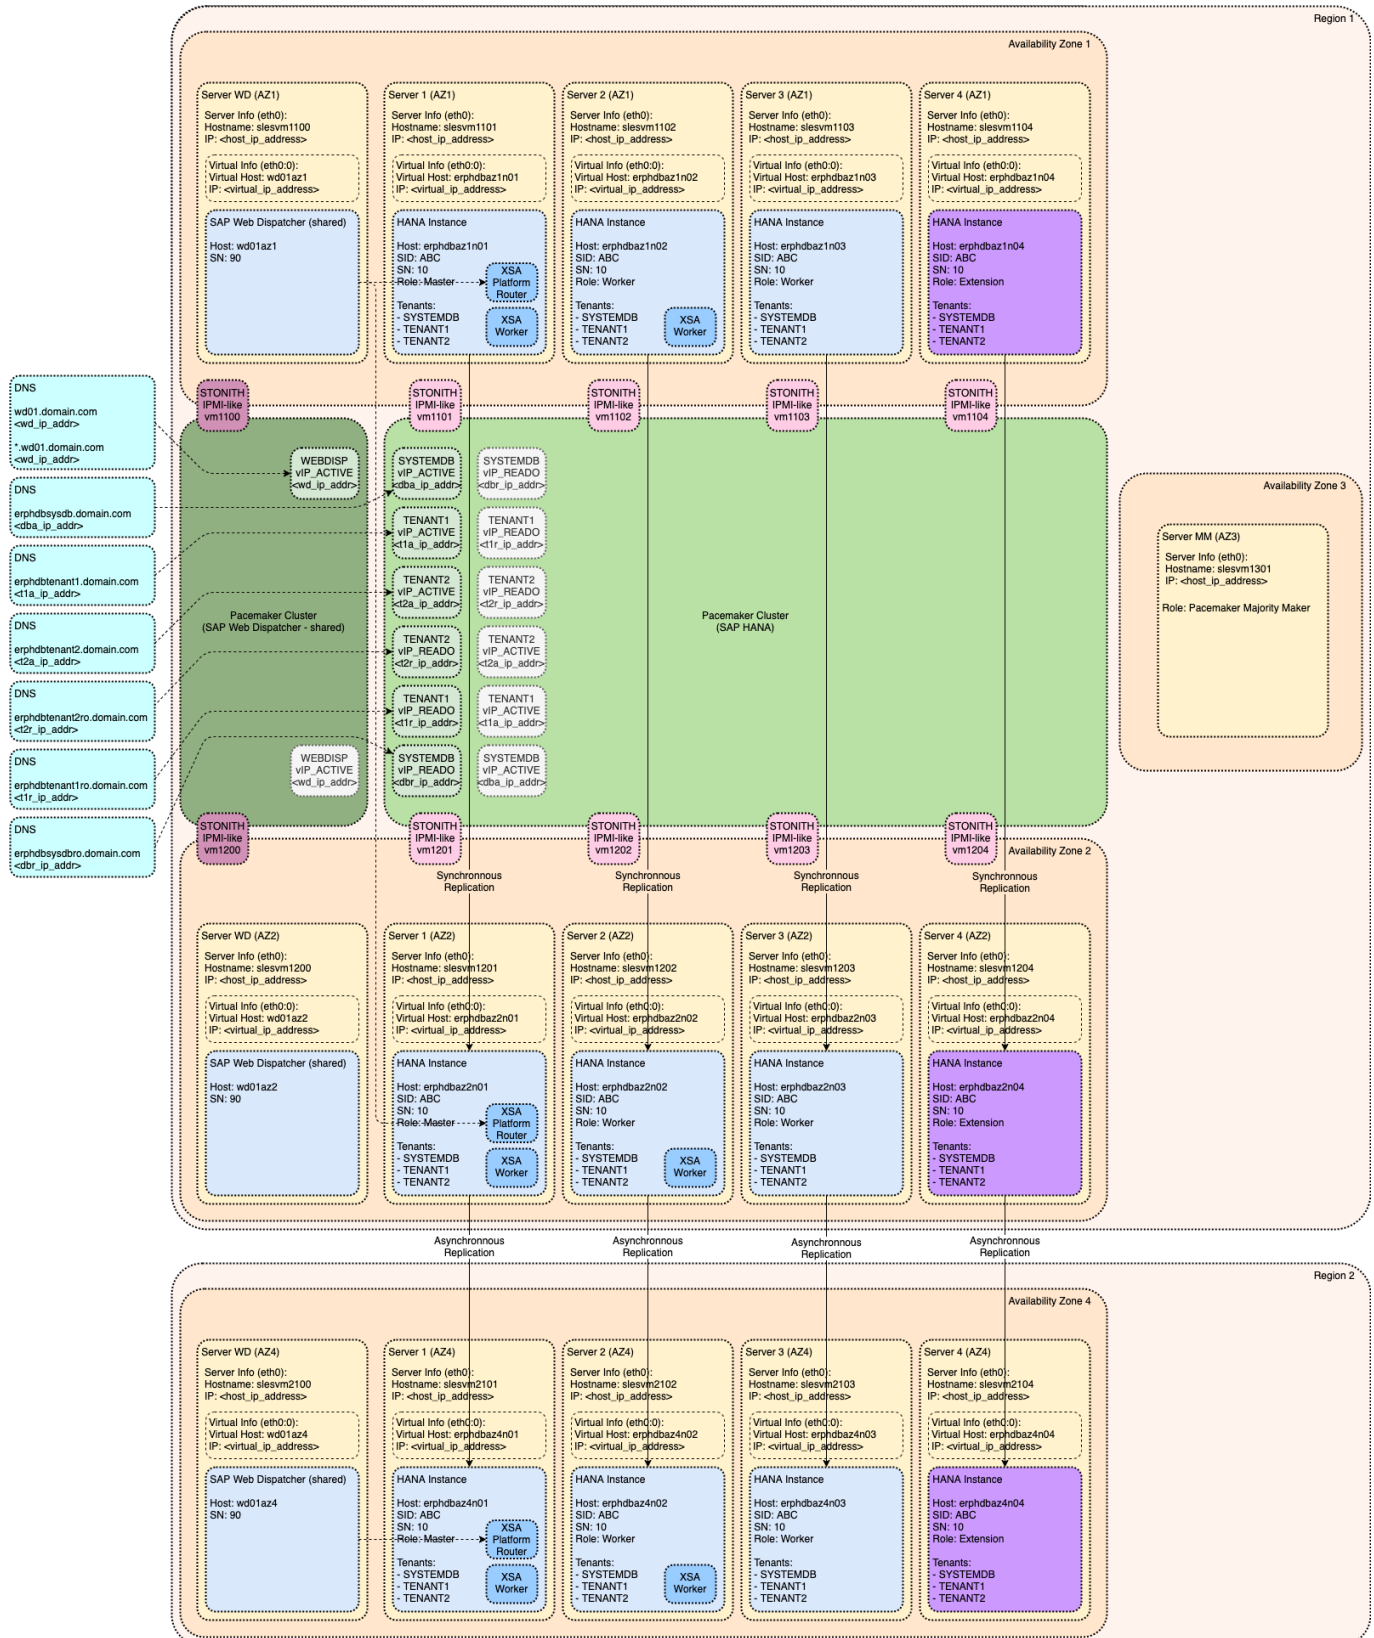 Region 1
Availability Zone 1
Server WD (AZ1)
Server Info (eth0):
Hostname: slesvm1100
IP: <host_ip_address>
Virtual Info (eth0:0):
Virtual Host: wd01az1
IP: <virtual_ip_address>
SAP Web Dispatcher (shared)
Host: wd01az1
SN: 90
Server 1 (AZ1)
Server Info (eth0):
Hostname: slesvm1101
IP: <host_ip_address>
Virtual Info (eth0:0):
Virtual Host: erphdbaz1n01
IP: <virtual_ip_address>
HANA Instance
Host: erphdbaz1n01
SID: ABC
SN: 10
Role: Master
Tenants:
- SYSTEMDB
- TENANT1
- TENANT2
XSA
Platform
Router
XSA
Worker
Server 2 (AZ1)
Server Info (eth0):
Hostname: slesvm1102
IP: <host_ip_address>
Virtual Info (eth0:0):
Virtual Host: erphdbaz1n02
IP: <virtual_ip_address>
HANA Instance
Host: erphdbaz1n02
SID: ABC
SN: 10
Role: Worker
Tenants:
- SYSTEMDB
- TENANT1
- TENANT2
XSA
Worker
Server 3 (AZ1)
Server Info (eth0):
Hostname: slesvm1103
IP: <host_ip_address>
Virtual Info (eth0:0):
Virtual Host: erphdbaz1n03
IP: <virtual_ip_address>
HANA Instance
Host: erphdbaz1n03
SID: ABC
SN: 10
Role: Worker
Tenants:
- SYSTEMDB
- TENANT1
- TENANT2
Server 4 (AZ1)
Server Info (eth0):
Hostname: slesvm1104
IP: <host_ip_address>
Virtual Info (eth0:0):
Virtual Host: erphdbaz1n04
IP: <virtual_ip_address>
HANA Instance
Host: erphdbaz1n04
SID: ABC
SN: 10
Role: Extension
Tenants:
- SYSTEMDB
- TENANT1
- TENANT2
STONITH
IPMI-like
vm1100
STONITH
IPMI-like
vm1101
STONITH
IPMI-like
vm1102
STONITH
IPMI-like
vm1103
STONITH
IPMI-like
vm1104
DNS
wd01.domain.com
<wd_ip_addr>
*.wd01.domain.com
<wd_ip_addr>
DNS
erphdbsysdb.domain.com
<dba_ip_addr>
DNS
erphdbtenant1.domain.com
<t1a_ip_addr>
DNS
erphdbtenant2.domain.com
<t2a_ip_addr>
DNS
erphdbtenant2ro.domain.com
<t2r_ip_addr>
DNS
erphdbtenant1ro.domain.com
<t1r_ip_addr>
DNS
erphdbsysdbro.domain.com
<dbr_ip_addr>
WEBDISP
vIP_ACTIVE
<wd_ip_addr>
Pacemaker Cluster
(SAP Web Dispatcher - shared)
WEBDISP
vIP_ACTIVE
<wd_ip_addr>
SYSTEMDB
vIP_ACTIVE
<dba_ip_addr>
SYSTEMDB
vIP_READO
<dbr_ip_addr>
TENANT1
vIP_ACTIVE
<t1a_ip_addr>
TENANT1
vIP_READO
<t1r_ip_addr>
TENANT2
vIP_ACTIVE
<t2a_ip_addr>
TENANT2
vIP_READO
<t2r_ip_addr>
TENANT2
vIP_READO
<t2r_ip_addr>
TENANT2
vIP_ACTIVE
<t2a_ip_addr>
TENANT1
vIP_READO
<t1r_ip_addr>
TENANT1
vIP_ACTIVE
<t1a_ip_addr>
SYSTEMDB
vIP_READO
<dbr_ip_addr>
SYSTEMDB
vIP_ACTIVE
<dba_ip_addr>
Pacemaker Cluster
(SAP HANA)
Availability Zone 3
Server MM (AZ3)
Server Info (eth0):
Hostname: slesvm1301
IP: <host_ip_address>
Role: Pacemaker Majority Maker
STONITH
IPMI-like
vm1200
STONITH
IPMI-like
vm1201
STONITH
IPMI-like
vm1202
STONITH
IPMI-like
vm1203
STONITH
IPMI-like
vm1204
Availability Zone 2
Synchronnous
Replication
Synchronnous
Replication
Synchronnous
Replication
Synchronnous
Replication
Server WD (AZ2)
Server Info (eth0):
Hostname: slesvm1200
IP: <host_ip_address>
Virtual Info (eth0:0):
Virtual Host: wd01az2
IP: <virtual_ip_address>
SAP Web Dispatcher (shared)
Host: wd01az2
SN: 90
Server 1 (AZ2)
Server Info (eth0):
Hostname: slesvm1201
IP: <host_ip_address>
Virtual Info (eth0:0):
Virtual Host: erphdbaz2n01
IP: <virtual_ip_address>
HANA Instance
Host: erphdbaz2n01
SID: ABC
SN: 10
Role: Master
Tenants:
- SYSTEMDB
- TENANT1
- TENANT2
XSA
Platform
Router
XSA
Worker
Server 2 (AZ2)
Server Info (eth0):
Hostname: slesvm1202
IP: <host_ip_address>
Virtual Info (eth0:0):
Virtual Host: erphdbaz2n02
IP: <virtual_ip_address>
HANA Instance
Host: erphdbaz2n02
SID: ABC
SN: 10
Role: Worker
Tenants:
- SYSTEMDB
- TENANT1
- TENANT2
XSA
Worker
Server 3 (AZ2)
Server Info (eth0):
Hostname: slesvm1203
IP: <host_ip_address>
Virtual Info (eth0:0):
Virtual Host: erphdbaz2n03
IP: <virtual_ip_address>
HANA Instance
Host: erphdbaz2n03
SID: ABC
SN: 10
Role: Worker
Tenants:
- SYSTEMDB
- TENANT1
- TENANT2
Server 4 (AZ2)
Server Info (eth0):
Hostname: slesvm1204
IP: <host_ip_address>
Virtual Info (eth0:0):
Virtual Host: erphdbaz2n04
IP: <virtual_ip_address>
HANA Instance
Host: erphdbaz2n04
SID: ABC
SN: 10
Role: Extension
Tenants:
- SYSTEMDB
- TENANT1
- TENANT2
Asynchronnous
Replication
Asynchronnous
Replication
Asynchronnous
Replication
Asynchronnous
Replication
Region 2
Availability Zone 4
Server WD (AZ4)
Server Info (eth0):
Hostname: slesvm2100
IP: <host_ip_address>
Virtual Info (eth0:0):
Virtual Host: wd01az4
IP: <virtual_ip_address>
SAP Web Dispatcher (shared)
Host: wd01az4
SN: 90
Server 1 (AZ4)
Server Info (eth0):
Hostname: slesvm2101
IP: <host_ip_address>
Virtual Info (eth0:0):
Virtual Host: erphdbaz4n01
IP: <virtual_ip_address>
HANA Instance
Host: erphdbaz4n01
SID: ABC
SN: 10
Role: Master
Tenants:
- SYSTEMDB
- TENANT1
- TENANT2
XSA
Platform
Router
XSA
Worker
Server 2 (AZ4)
Server Info (eth0):
Hostname: slesvm2102
IP: <host_ip_address>
Virtual Info (eth0:0):
Virtual Host: erphdbaz4n02
IP: <virtual_ip_address>
HANA Instance
Host: erphdbaz4n02
SID: ABC
SN: 10
Role: Worker
Tenants:
- SYSTEMDB
- TENANT1
- TENANT2
XSA
Worker
Server 3 (AZ4)
Server Info (eth0):
Hostname: slesvm2103
IP: <host_ip_address>
Virtual Info (eth0:0):
Virtual Host: erphdbaz4n03
IP: <virtual_ip_address>
HANA Instance
Host: erphdbaz4n03
SID: ABC
SN: 10
Role: Worker
Tenants:
- SYSTEMDB
- TENANT1
- TENANT2
Server 4 (AZ4)
Server Info (eth0):
Hostname: slesvm2104
IP: <host_ip_address>
Virtual Info (eth0:0):
Virtual Host: erphdbaz4n04
IP: <virtual_ip_address>
HANA Instance
Host: erphdbaz4n04
SID: ABC
SN: 10
Role: Extension
Tenants:
- SYSTEMDB
- TENANT1
- TENANT2